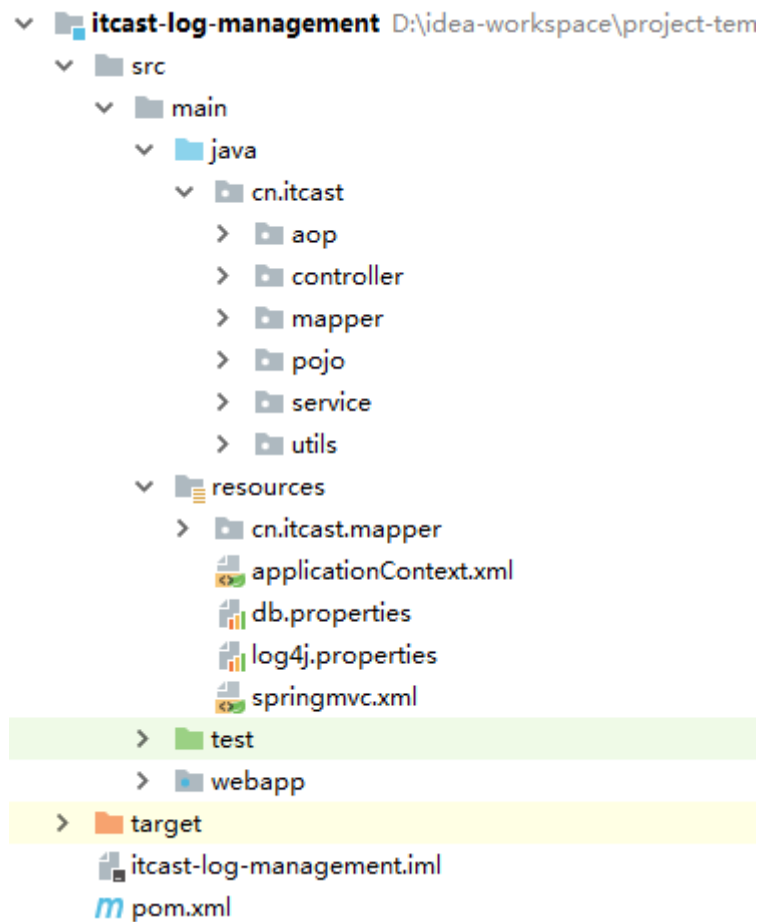 itcast-log-management D:\idea-workspace\project-tem
src
main
java
cn.itcast
aop
controller
mapper
pojo
service
utils
resources
cn.itcast.mapper
applicationContext.xml
db.properties
log4j.properties
springmvc.xml
test
webapp
target
itcast-log-management.iml
pom.xml